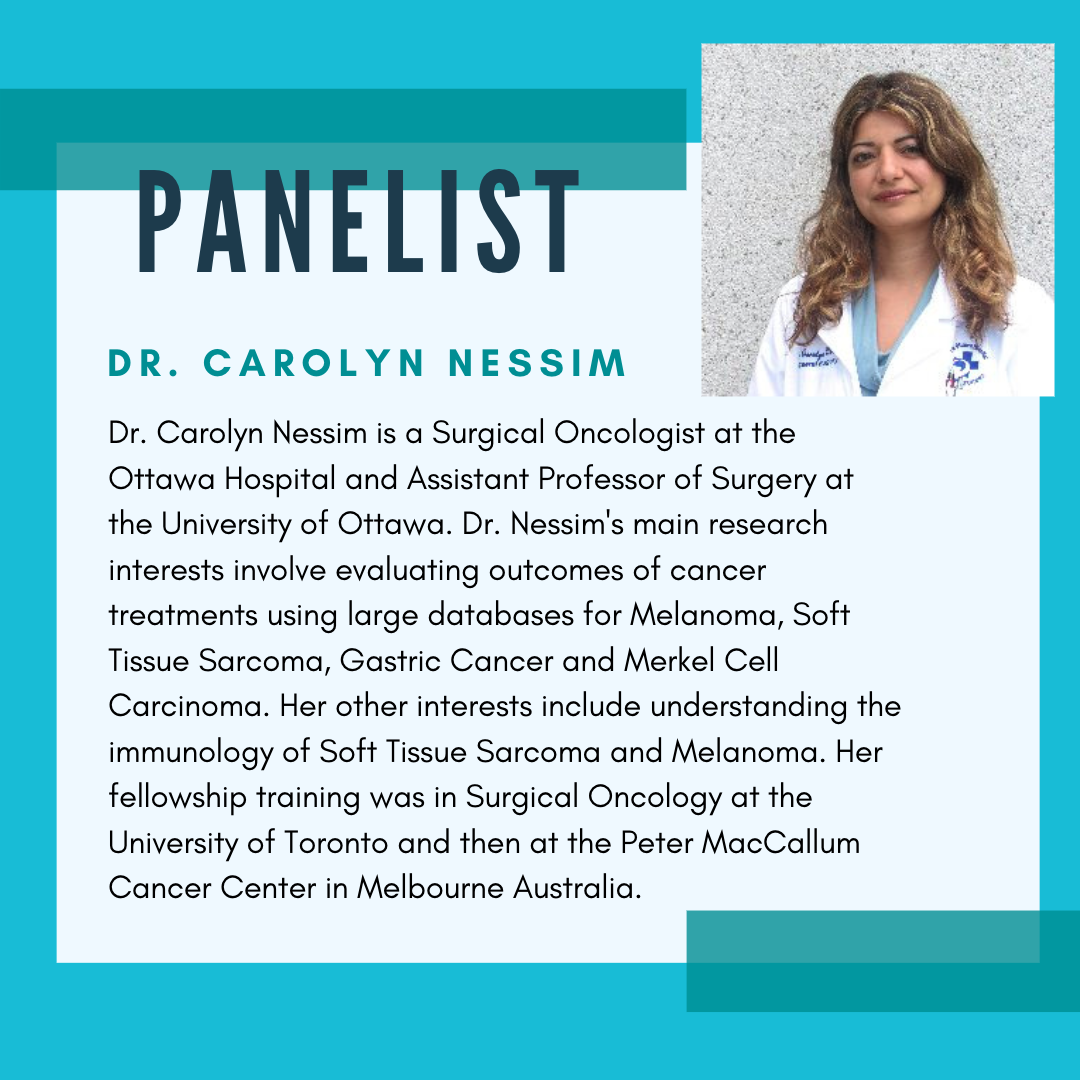 PANELIST
DR. CAROLYN NESSIM
Dr. Carolyn Nessim is a Surgical Oncologist at the
Ottawa Hospital and Assistant Professor of Surgery at
the University of Ottawa. Dr. Nessim's main research
interests involve evaluating outcomes of cancer
treatments using large databases for Melanoma, Soft
Tissue Sarcoma, Gastric Cancer and Merkel Cell
Carcinoma. Her other interests include understanding the
immunology of Soft Tissue Sarcoma and Melanoma. Her
fellowship training was in Surgical Oncology at the
University of Toronto and then at the Peter MacCallum
Cancer Center in Melbourne Australia.